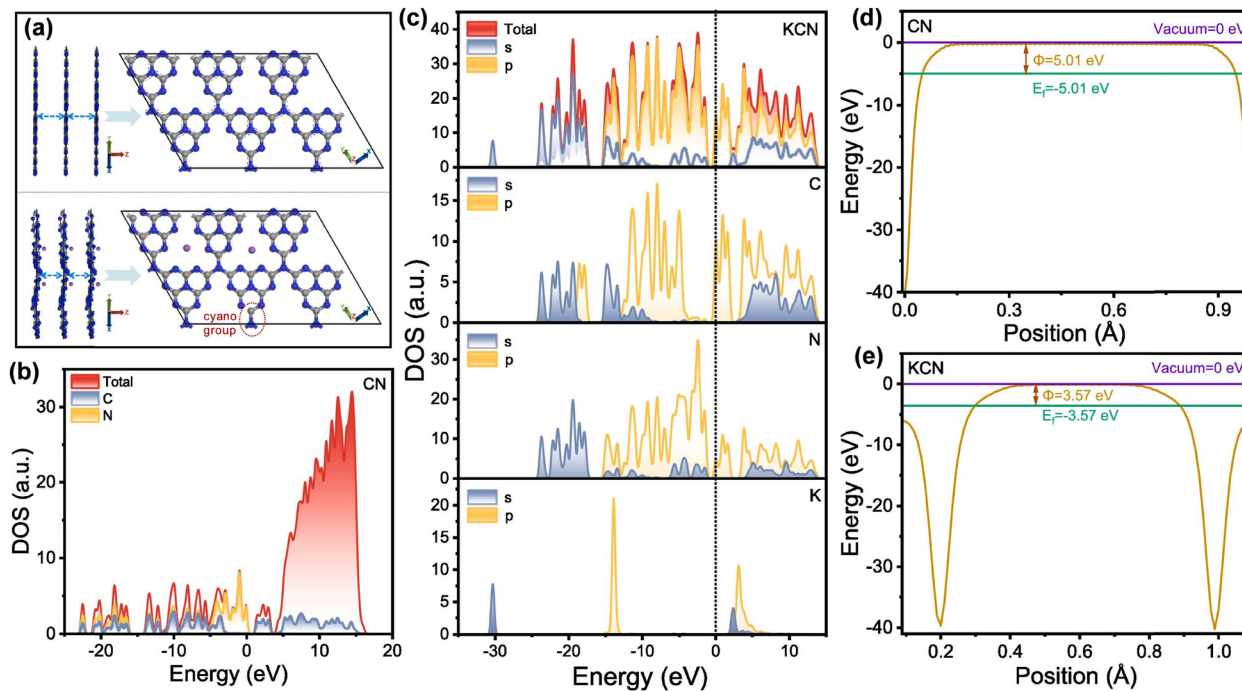 (a)
Y
Z
X
Y
Z
X
Y
Z
X
cyano
group
Y
Z
X
(b)
CN
Total
C
N
DOS (a.u.)
30
20
10
0
-20
-10
0
10
20
Energy (eV)
(c)
KCN
Total
s
p
40
30
20
10
0
C
s
p
15
10
5
0
N
s
p
30
20
10
0
K
s
p
20
10
0
DOS (a.u.)
-30
-20
-10
0
10
Energy (eV)
(d)
CN
Vacuum=0 eV
Φ=5.01 eV
Ef=-5.01 eV
0
-10
-20
-30
-40
Energy (eV)
0.0
0.3
0.6
0.9
Position (Å)
(e)
KCN
Vacuum=0 eV
Φ=3.57 eV
Ef=-3.57 eV
0
-10
-20
-30
-40
Energy (eV)
0.2
0.4
0.6
0.8
1.0
Position (Å)